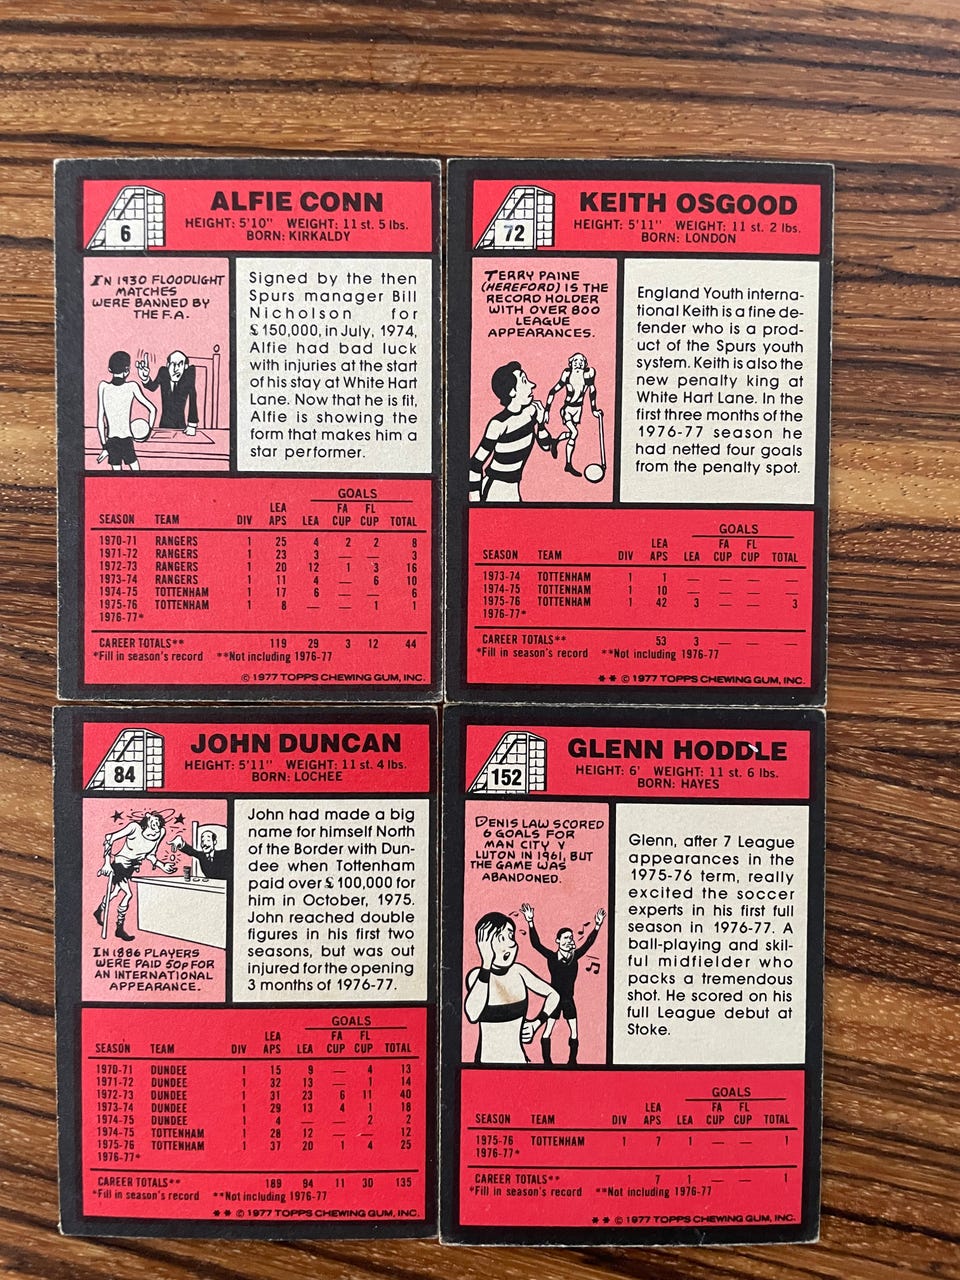 6
ALFIE CONN
HEIGHT: 5'10" WEIGHT: 11 st. 5 lbs.
BORN: KIRKALDY
IN 1930 FLOODLIGHT
MATCHES
WERE BANNED BY
THE F.A.
Signed by the then
Spurs manager Bill
Nicholson for
£150,000, in July, 1974,
Alfie had bad luck
with injuries at the start
of his stay at White Hart
Lane. Now that he is fit,
Alfie is showing the
form that makes him a
star performer.
GOALS
LEA FA FL
SEASON TEAM DIV APS LEA CUP CUP TOTAL
1970-71 RANGERS 1 25 4 2 2 8
1971-72 RANGERS 1 23 3 — — 3
1972-73 RANGERS 1 20 12 1 3 16
1973-74 RANGERS 1 11 4 — 6 10
1974-75 TOTTENHAM 1 17 6 — — 6
1975-76 TOTTENHAM 1 8 — — 1 1
1976-77*
CAREER TOTALS** 119 29 3 12 44
*Fill in season's record **Not including 1976-77
© 1977 TOPPS CHEWING GUM, INC.
72
KEITH OSGOOD
HEIGHT: 5'11" WEIGHT: 11 st. 2 lbs.
BORN: LONDON
TERRY PAINE
(HEREFORD) IS THE
RECORD HOLDER
WITH OVER 800
LEAGUE
APPEARANCES.
England Youth interna-
tional Keith is a fine de-
fender who is a prod-
uct of the Spurs youth
system. Keith is also the
new penalty king at
White Hart Lane. In the
first three months of the
1976-77 season he
had netted four goals
from the penalty spot.
GOALS
LEA FA FL
SEASON TEAM DIV APS LEA CUP CUP TOTAL
1973-74 TOTTENHAM 1 1 — — — —
1974-75 TOTTENHAM 1 10 — — — —
1975-76 TOTTENHAM 1 42 3 — — 3
1976-77*
CAREER TOTALS** 53 3 — — 3
*Fill in season's record **Not including 1976-77
** © 1977 TOPPS CHEWING GUM, INC.
84
JOHN DUNCAN
HEIGHT: 5'11" WEIGHT: 11 st. 4 lbs.
BORN: LOCHEE
IN 1886 PLAYERS
WERE PAID 50p FOR
AN INTERNATIONAL
APPEARANCE.
John had made a big
name for himself North
of the Border with Dun-
dee when Tottenham
paid over £100,000 for
him in October, 1975.
John reached double
figures in his first two
seasons, but was out
injured for the opening
3 months of 1976-77.
GOALS
LEA FA FL
SEASON TEAM DIV APS LEA CUP CUP TOTAL
1970-71 DUNDEE 1 15 9 — 4 13
1971-72 DUNDEE 1 32 13 — 1 14
1972-73 DUNDEE 1 31 23 6 11 40
1973-74 DUNDEE 1 29 13 4 1 18
1974-75 DUNDEE 1 4 — — 2 2
1974-75 TOTTENHAM 1 28 12 — — 12
1975-76 TOTTENHAM 1 37 20 1 4 25
1976-77*
CAREER TOTALS** 189 94 11 30 135
*Fill in season's record **Not including 1976-77
** © 1977 TOPPS CHEWING GUM, INC.
152
GLENN HODDLE
HEIGHT: 6' WEIGHT: 11 st. 6 lbs.
BORN: HAYES
DENIS LAW SCORED
6 GOALS FOR
MAN CITY V
LUTON IN 1961, BUT
THE GAME WAS
ABANDONED.
Glenn, after 7 League
appearances in the
1975-76 term, really
excited the soccer
experts in his first full
season in 1976-77. A
ball-playing and skil-
ful midfielder who
packs a tremendous
shot. He scored on his
full League debut at
Stoke.
GOALS
LEA FA FL
SEASON TEAM DIV APS LEA CUP CUP TOTAL
1975-76 TOTTENHAM 1 7 1 — — 1
1976-77*
CAREER TOTALS** 7 1 — — 1
*Fill in season's record **Not including 1976-77
** © 1977 TOPPS CHEWING GUM, INC.